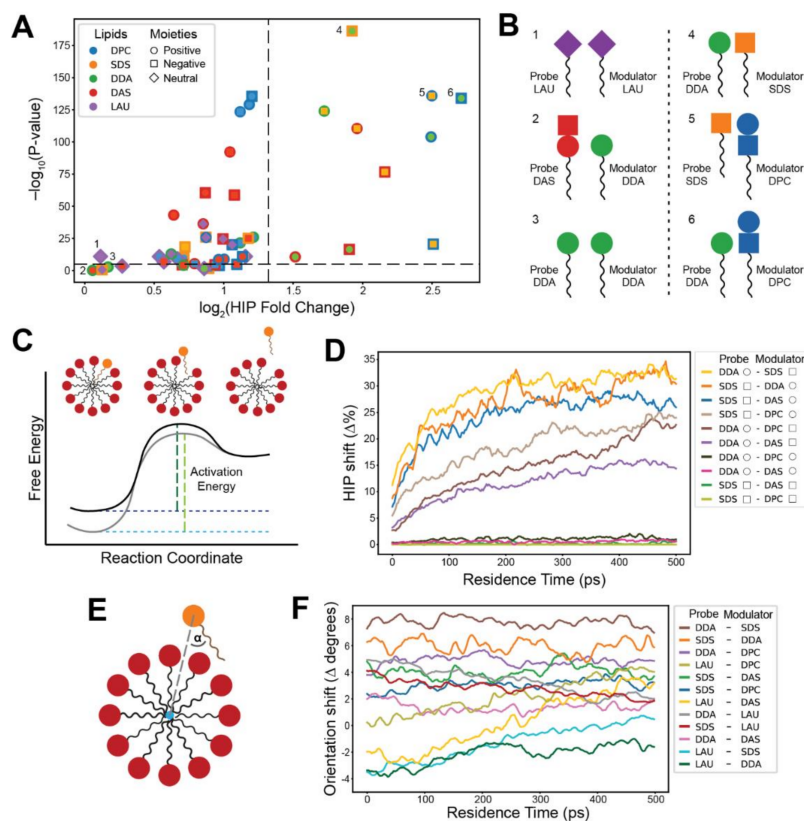 A
Lipids
Moieties
DPC
Positive
SDS
Negative
DDA
Neutral
DAS
LAU
175
150
125
100
75
50
25
0
−log10(P-value)
0.0
0.5
1.0
1.5
2.0
2.5
log2(HIP Fold Change)
1
2
3
4
5
6
B
1
Probe
LAU
Modulator
LAU
4
Probe
DDA
Modulator
SDS
2
Probe
DAS
Modulator
DDA
5
Probe
SDS
Modulator
DPC
3
Probe
DDA
Modulator
DDA
6
Probe
DDA
Modulator
DPC
C
Free Energy
Activation
Energy
Reaction Coordinate
D
35
30
25
20
15
10
5
0
HIP shift (Δ%)
0
100
200
300
400
500
Residence Time (ps)
Probe Modulator
DDA ○ - SDS □
SDS □ - DDA ○
SDS □ - DAS ○
SDS □ - DPC ○
DDA ○ - DPC □
DDA ○ - DAS □
DDA ○ - DPC ○
DDA ○ - DAS ○
SDS □ - DAS □
SDS □ - DPC □
E
α
F
8
6
4
2
0
-2
-4
Orientation shift (Δ degrees)
0
100
200
300
400
500
Residence Time (ps)
Probe Modulator
DDA - SDS
SDS - DDA
DDA - DPC
LAU - DPC
SDS - DAS
SDS - DPC
LAU - DAS
DDA - LAU
SDS - LAU
DDA - DAS
LAU - SDS
LAU - DDA